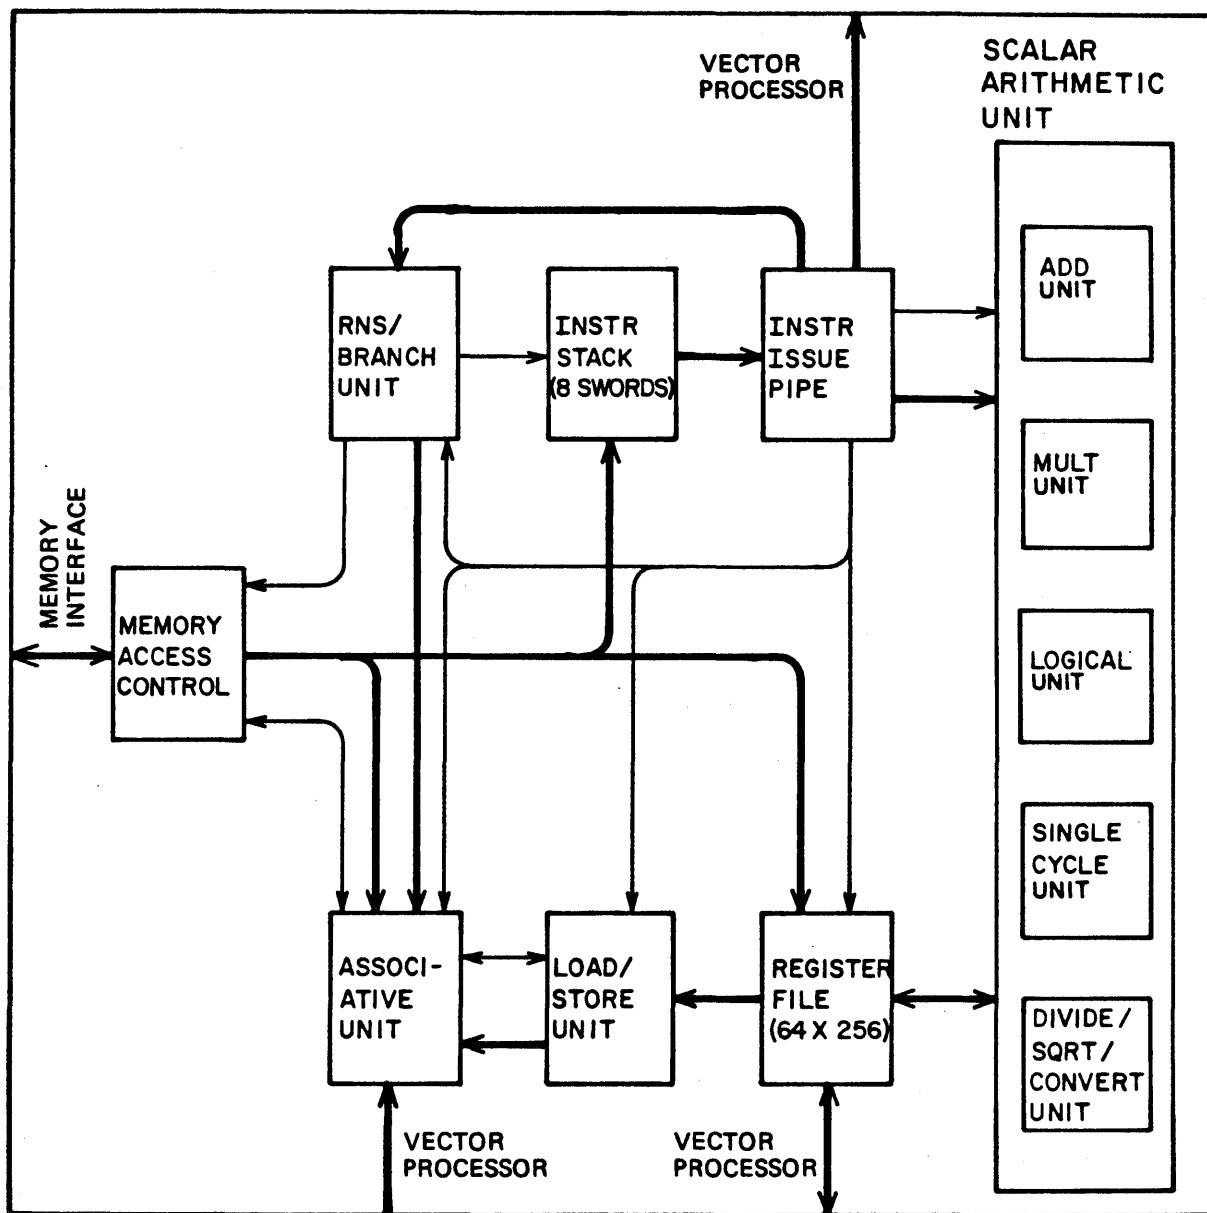 VECTOR
PROCESSOR
SCALAR
ARITHMETIC
UNIT
RNS/
BRANCH
UNIT
INSTR
STACK
(8 SWORDS)
INSTR
ISSUE
PIPE
ADD
UNIT
MULT
UNIT
MEMORY
INTERFACE
MEMORY
ACCESS
CONTROL
LOGICAL
UNIT
SINGLE
CYCLE
UNIT
ASSOCI-
ATIVE
UNIT
LOAD/
STORE
UNIT
REGISTER
FILE
(64 X 256)
DIVIDE/
SQRT/
CONVERT
UNIT
VECTOR
PROCESSOR
VECTOR
PROCESSOR